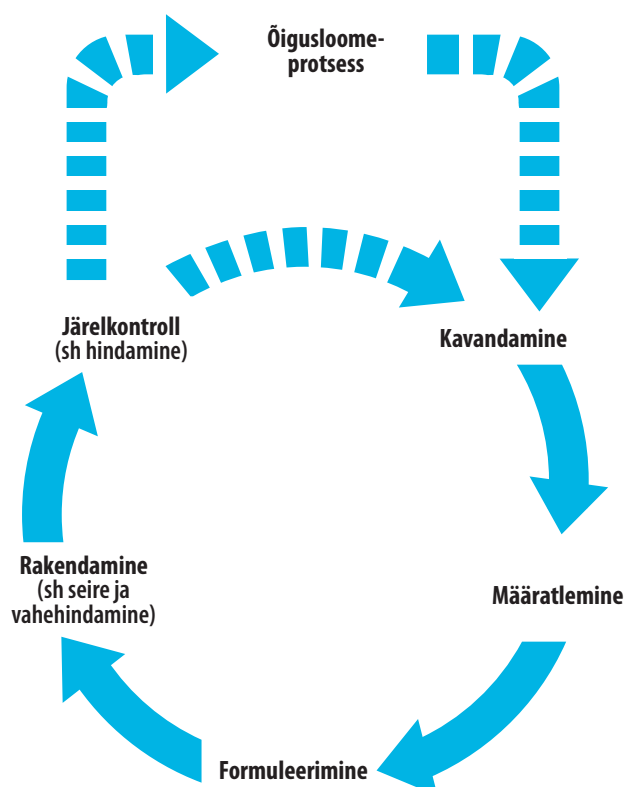 Õigusloome-
protsess
Järelkontroll
(sh hindamine)
Kavandamine
Rakendamine
(sh seire ja
vahehindamine)
Määratlemine
Formuleerimine